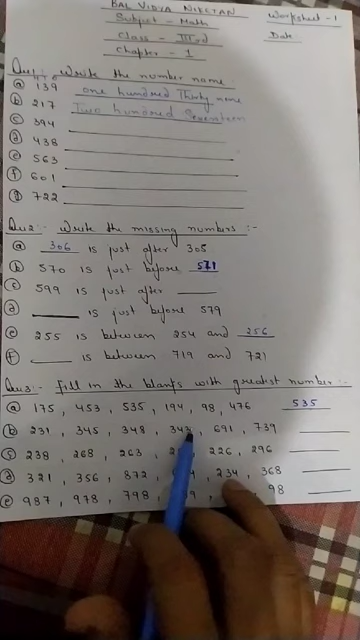 BAL VIDYA NIKETAN
Subject - Math Worksheet - 1
Class - III rd Date
Chapter - 1
Que1:- Write the number name
(a) 139 one hundred Thirty nine
(b) 217 Two hundred Seventeen
(c) 394
(d) 438
(e) 563
(f) 601
(g) 722
Que2:- Write the missing numbers :-
(a) 306 is just after 305
(b) 570 is just before 571
(c) 599 is just after
(d) is just before 579
(e) 255 is between 254 and 256
(f) is between 719 and 721
Que3:- Fill in the blanks with greatest number:-
(a) 175, 453, 535, 194, 98, 476 535
(b) 231, 345, 348, 343, 691, 739
(c) 238, 268, 263, 226, 296
(d) 321, 356, 872, 234, 368
(e) 987, 978, 798, 98